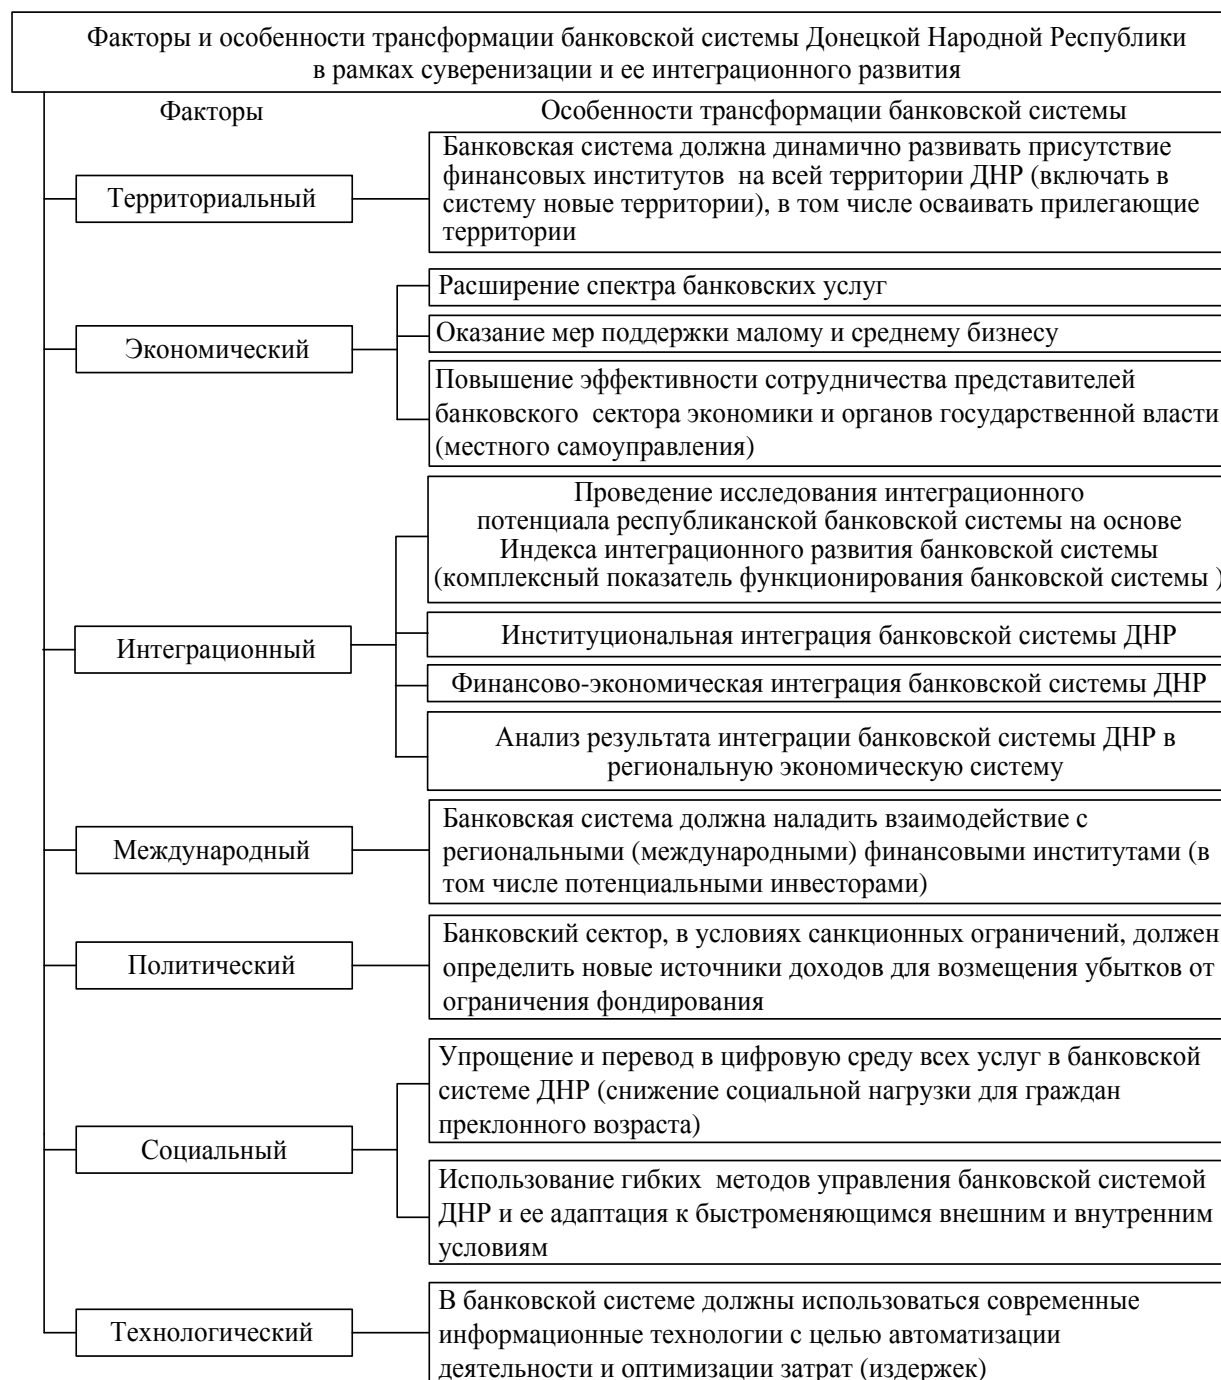 Факторы и особенности трансформации банковской системы Донецкой Народной Республики
в рамках суверенизации и ее интеграционного развития
Факторы
Особенности трансформации банковской системы
Территориальный
Банковская система должна динамично развивать присутствие
финансовых институтов на всей территории ДНР (включать в
систему новые территории), в том числе осваивать прилегающие
территории
Экономический
Расширение спектра банковских услуг
Оказание мер поддержки малому и среднему бизнесу
Повышение эффективности сотрудничества представителей
банковского сектора экономики и органов государственной власти
(местного самоуправления)
Интеграционный
Проведение исследования интеграционного
потенциала республиканской банковской системы на основе
Индекса интеграционного развития банковской системы
(комплексный показатель функционирования банковской системы )
Институциональная интеграция банковской системы ДНР
Финансово-экономическая интеграция банковской системы ДНР
Анализ результата интеграции банковской системы ДНР в
региональную экономическую систему
Международный
Банковская система должна наладить взаимодействие с
региональными (международными) финансовыми институтами (в
том числе потенциальными инвесторами)
Политический
Банковский сектор, в условиях санкционных ограничений, должен
определить новые источники доходов для возмещения убытков от
ограничения фондирования
Социальный
Упрощение и перевод в цифровую среду всех услуг в банковской
системе ДНР (снижение социальной нагрузки для граждан
преклонного возраста)
Использование гибких методов управления банковской системой
ДНР и ее адаптация к быстроменяющимся внешним и внутренним
условиям
Технологический
В банковской системе должны использоваться современные
информационные технологии с целью автоматизации
деятельности и оптимизации затрат (издержек)